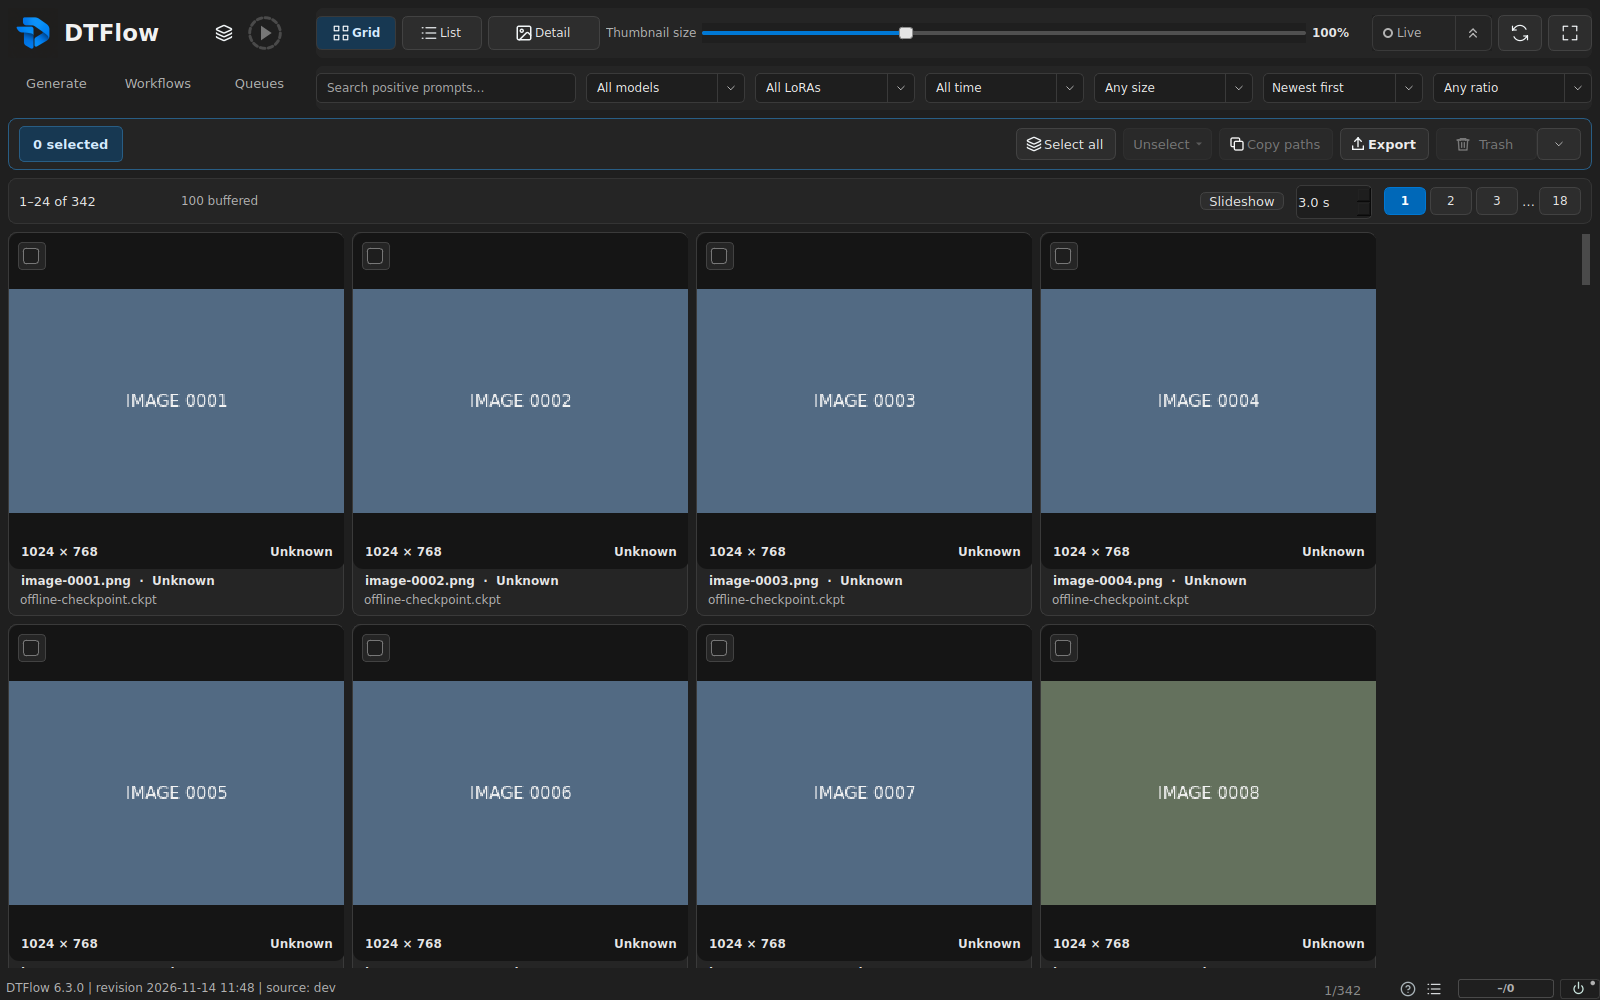 DTFlow
Grid
List
Detail
Thumbnail size
100%
Live
Generate
Workflows
Queues
Search positive prompts...
All models
All LoRAs
All time
Any size
Newest first
Any ratio
0 selected
Select all
Unselect
Copy paths
Export
Trash
1–24 of 342
100 buffered
Slideshow
3.0 s
1
2
3
...
18
IMAGE 0001
IMAGE 0002
IMAGE 0003
IMAGE 0004
1024 × 768
Unknown
1024 × 768
Unknown
1024 × 768
Unknown
1024 × 768
Unknown
image-0001.png · Unknown
image-0002.png · Unknown
image-0003.png · Unknown
image-0004.png · Unknown
offline-checkpoint.ckpt
offline-checkpoint.ckpt
offline-checkpoint.ckpt
offline-checkpoint.ckpt
IMAGE 0005
IMAGE 0006
IMAGE 0007
IMAGE 0008
1024 × 768
Unknown
1024 × 768
Unknown
1024 × 768
Unknown
1024 × 768
Unknown
DTFlow 6.3.0 | revision 2026-11-14 11:48 | source: dev
1/342
-/0